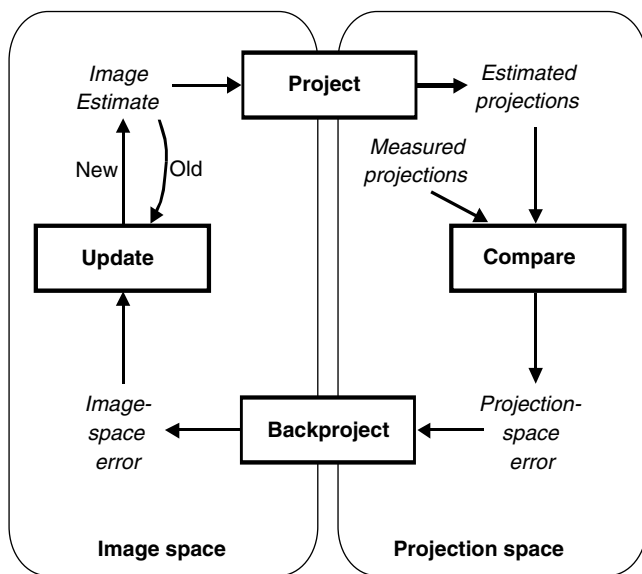 Image
Estimate
Project
Estimated
projections
Measured
projections
New
Old
Update
Compare
Image-
space
error
Backproject
Projection-
space
error
Image space
Projection space